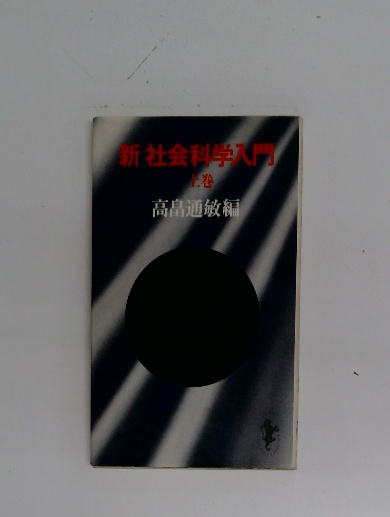 新 社会科学入門
上巻
高畠通敏編